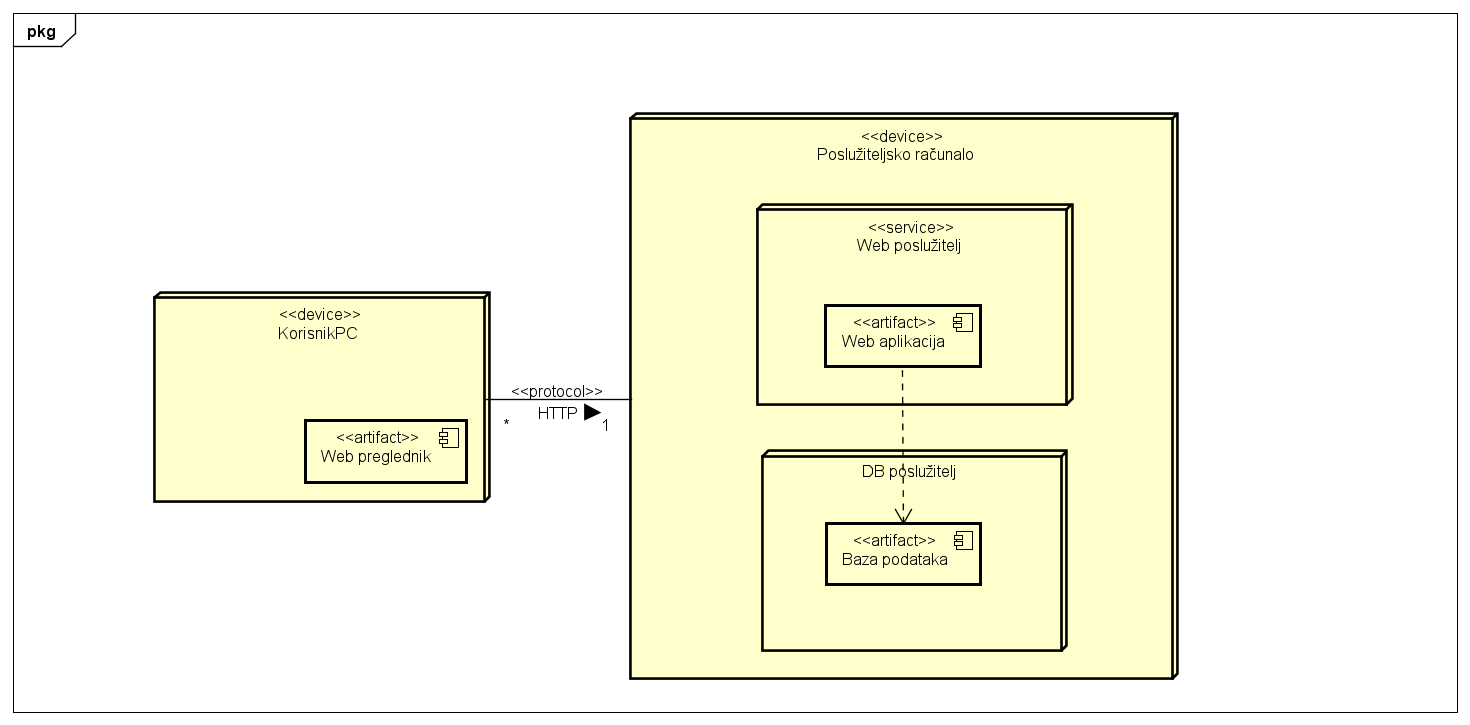 pkg
<<device>>
KorisnikPC
<<artifact>>
Web preglednik
<<protocol>>
HTTP
*
1
<<device>>
Poslužiteljsko računalo
<<service>>
Web poslužitelj
<<artifact>>
Web aplikacija
DB poslužitelj
<<artifact>>
Baza podataka